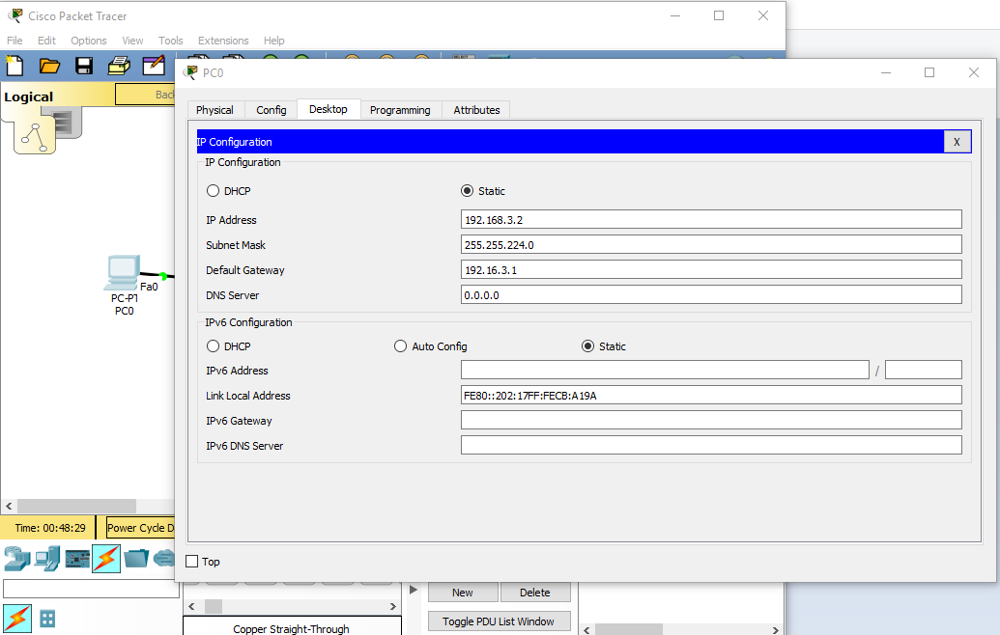 Cisco Packet Tracer
File Edit Options View Tools Extensions Help
PC0
Logical
Back
Physical Config Desktop Programming Attributes
IP Configuration X
IP Configuration
DHCP Static
IP Address 192.168.3.2
Subnet Mask 255.255.224.0
Default Gateway 192.16.3.1
DNS Server 0.0.0.0
Fa0
PC-PT
PC0
IPv6 Configuration
DHCP Auto Config Static
IPv6 Address /
Link Local Address FE80::202:17FF:FECB:A19A
IPv6 Gateway
IPv6 DNS Server
Time: 00:48:29 Power Cycle D
Top
New Delete
Toggle PDU List Window
Copper Straight-Through